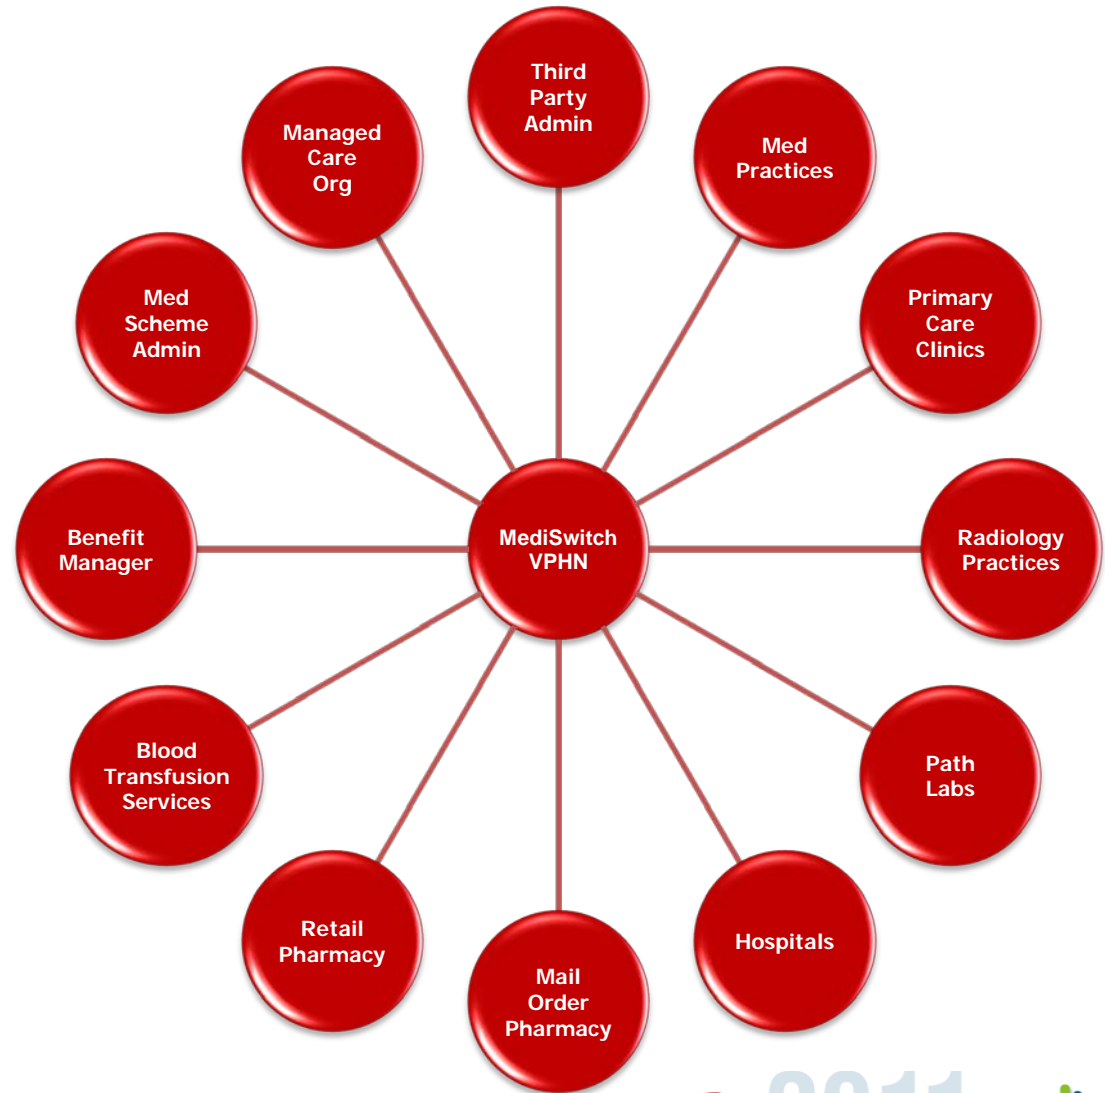 Third
Party
Admin
Med
Practices
Primary
Care
Clinics
Radiology
Practices
Path
Labs
Hospitals
Mail
Order
Pharmacy
Retail
Pharmacy
Blood
Transfusion
Services
Benefit
Manager
Med
Scheme
Admin
Managed
Care
Org
MediSwitch
VPHN
2011